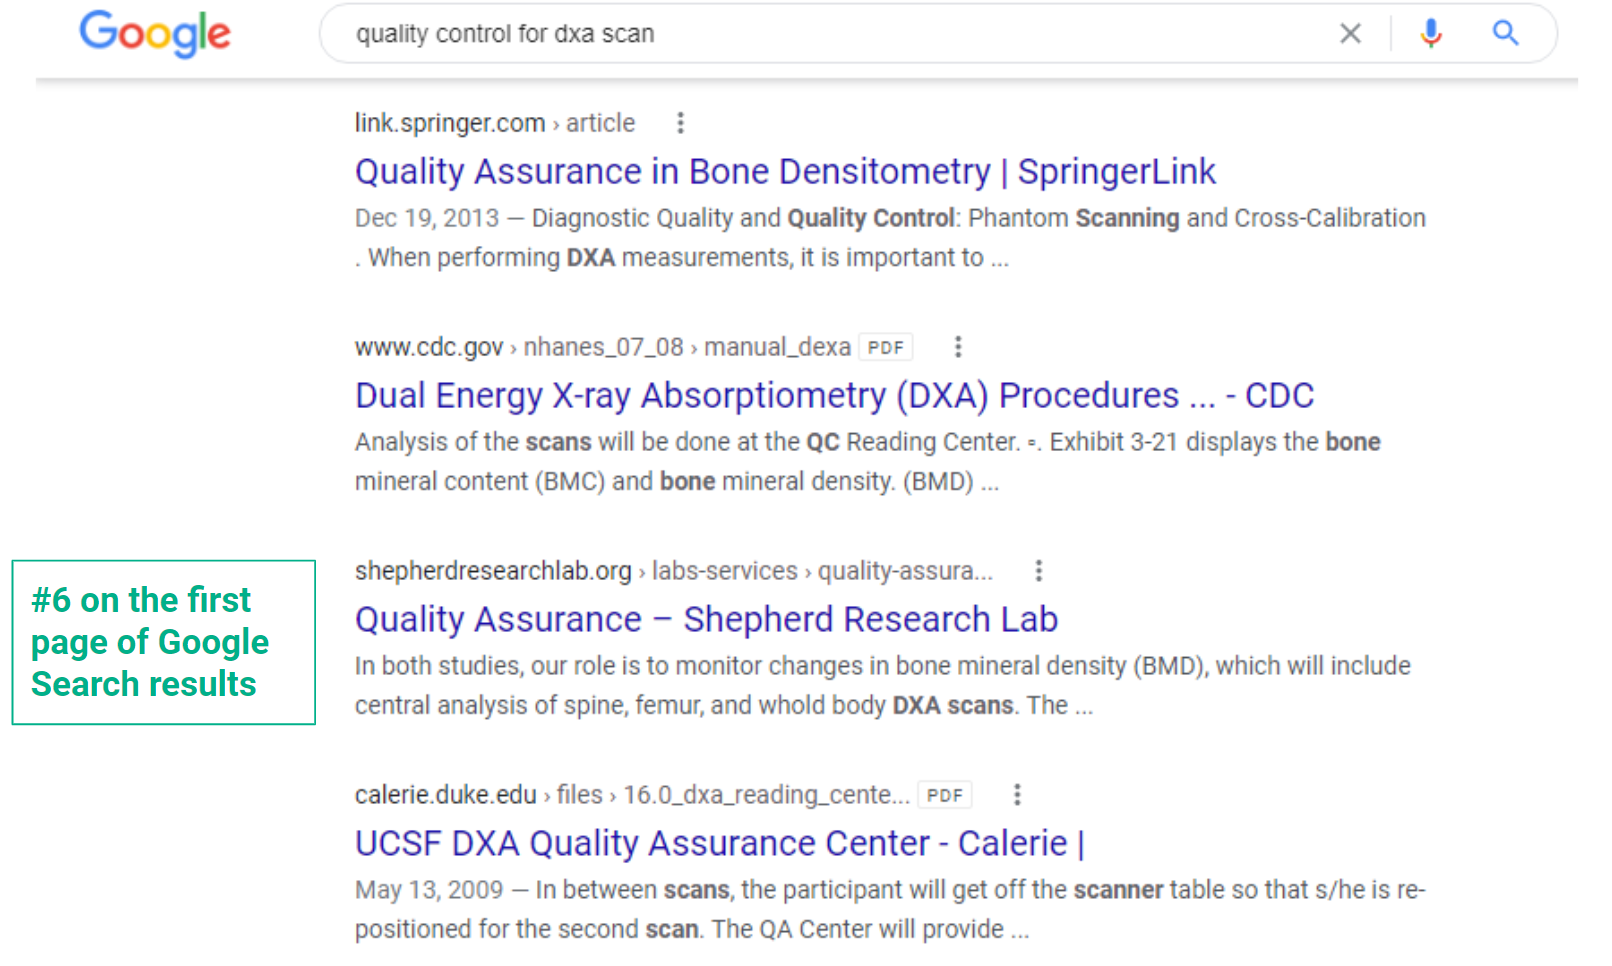 Google
quality control for dxa scan
link.springer.com › article
Quality Assurance in Bone Densitometry | SpringerLink
Dec 19, 2013 — Diagnostic Quality and Quality Control: Phantom Scanning and Cross-Calibration
. When performing DXA measurements, it is important to ...
www.cdc.gov › nhanes_07_08 › manual_dexa PDF
Dual Energy X-ray Absorptiometry (DXA) Procedures ... - CDC
Analysis of the scans will be done at the QC Reading Center. ▫. Exhibit 3-21 displays the bone
mineral content (BMC) and bone mineral density. (BMD) ...
#6 on the first
page of Google
Search results
shepherdresearchlab.org › labs-services › quality-assura...
Quality Assurance – Shepherd Research Lab
In both studies, our role is to monitor changes in bone mineral density (BMD), which will include
central analysis of spine, femur, and whold body DXA scans. The ...
calerie.duke.edu › files › 16.0_dxa_reading_cente... PDF
UCSF DXA Quality Assurance Center - Calerie |
May 13, 2009 — In between scans, the participant will get off the scanner table so that s/he is re-
positioned for the second scan. The QA Center will provide ...